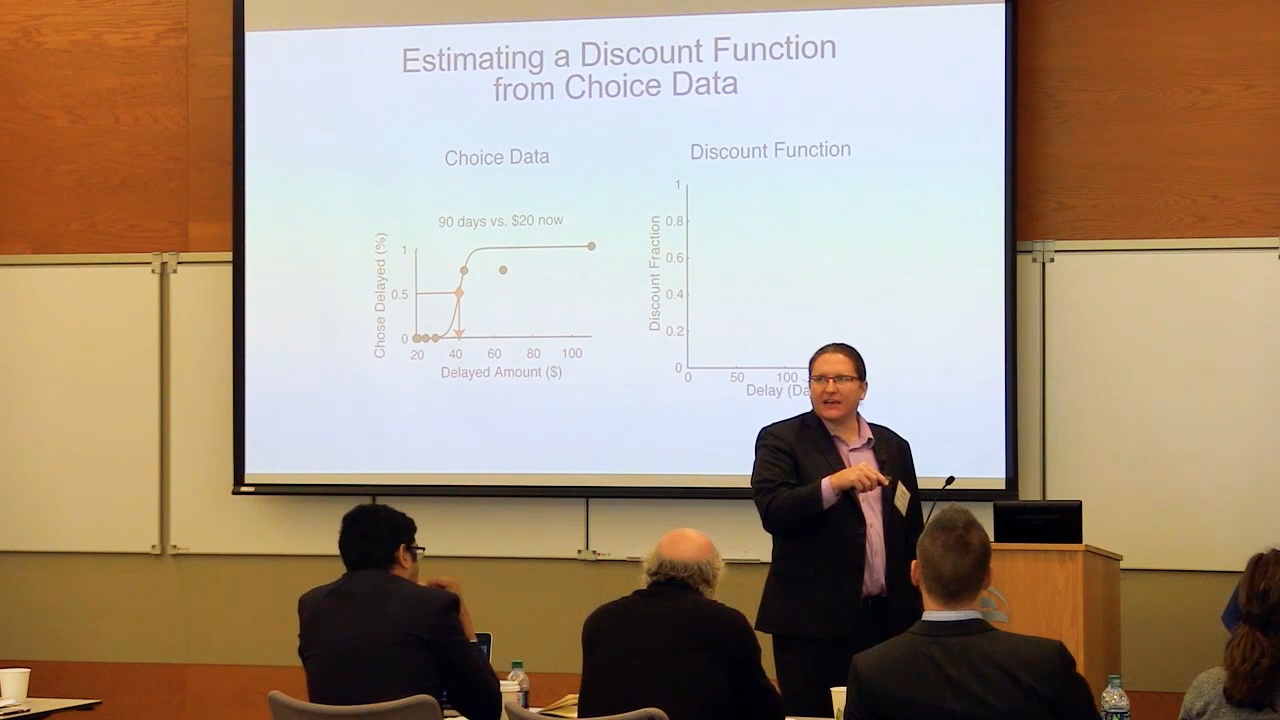 Estimating a Discount Function
from Choice Data
Choice Data
90 days vs. $20 now
Chose Delayed (%)
1
0.5
0
20 40 60 80 100
Delayed Amount ($)
Discount Function
Discount Fraction
1
0.8
0.6
0.4
0.2
0
0 50 100
Delay (Da